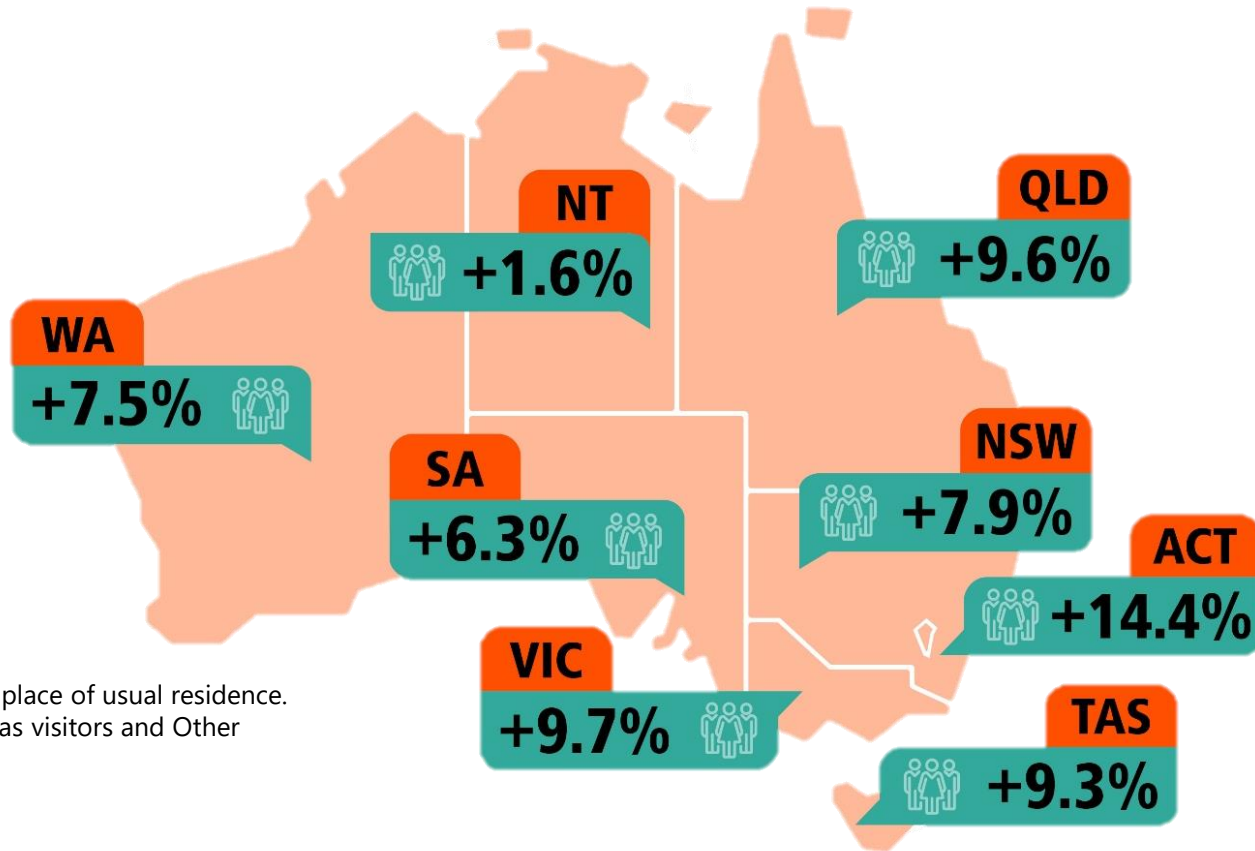 QLD
+9.6%
NT
+1.6%
WA
+7.5%
NSW
+7.9%
SA
+6.3%
ACT
+14.4%
VIC
+9.7%
place of usual residence.
as visitors and Other
TAS
+9.3%